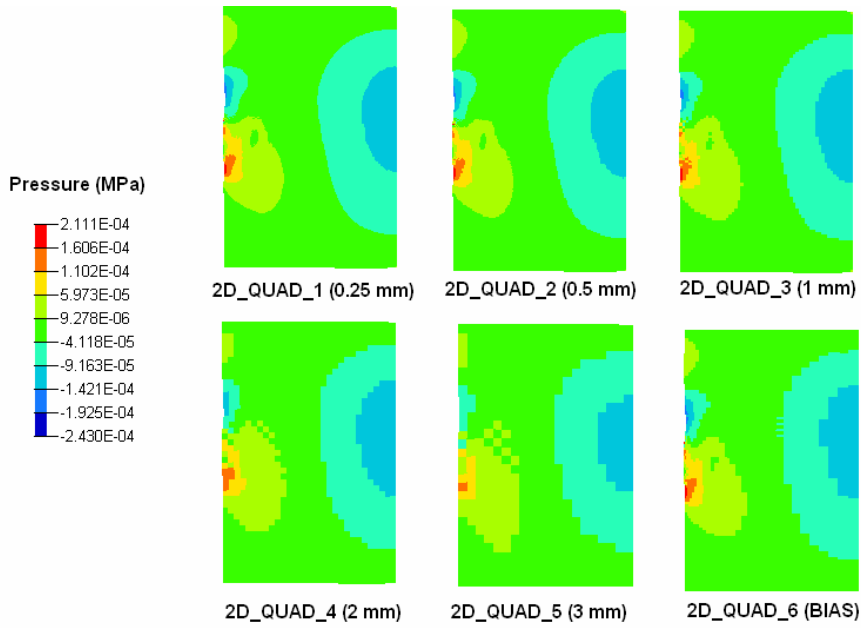 Pressure (MPa)
2.111E-04
1.606E-04
1.102E-04
5.973E-05
9.278E-06
-4.118E-05
-9.163E-05
-1.421E-04
-1.925E-04
-2.430E-04
2D_QUAD_1 (0.25 mm)
2D_QUAD_2 (0.5 mm)
2D_QUAD_3 (1 mm)
2D_QUAD_4 (2 mm)
2D_QUAD_5 (3 mm)
2D_QUAD_6 (BIAS)